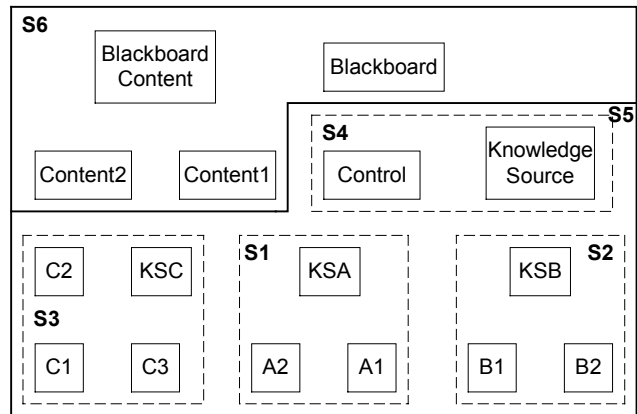 S6
Blackboard
Content
Blackboard
S5
S4
Content2
Content1
Control
Knowledge
Source
C2
KSC
S1
KSA
KSB
S2
S3
C1
C3
A2
A1
B1
B2